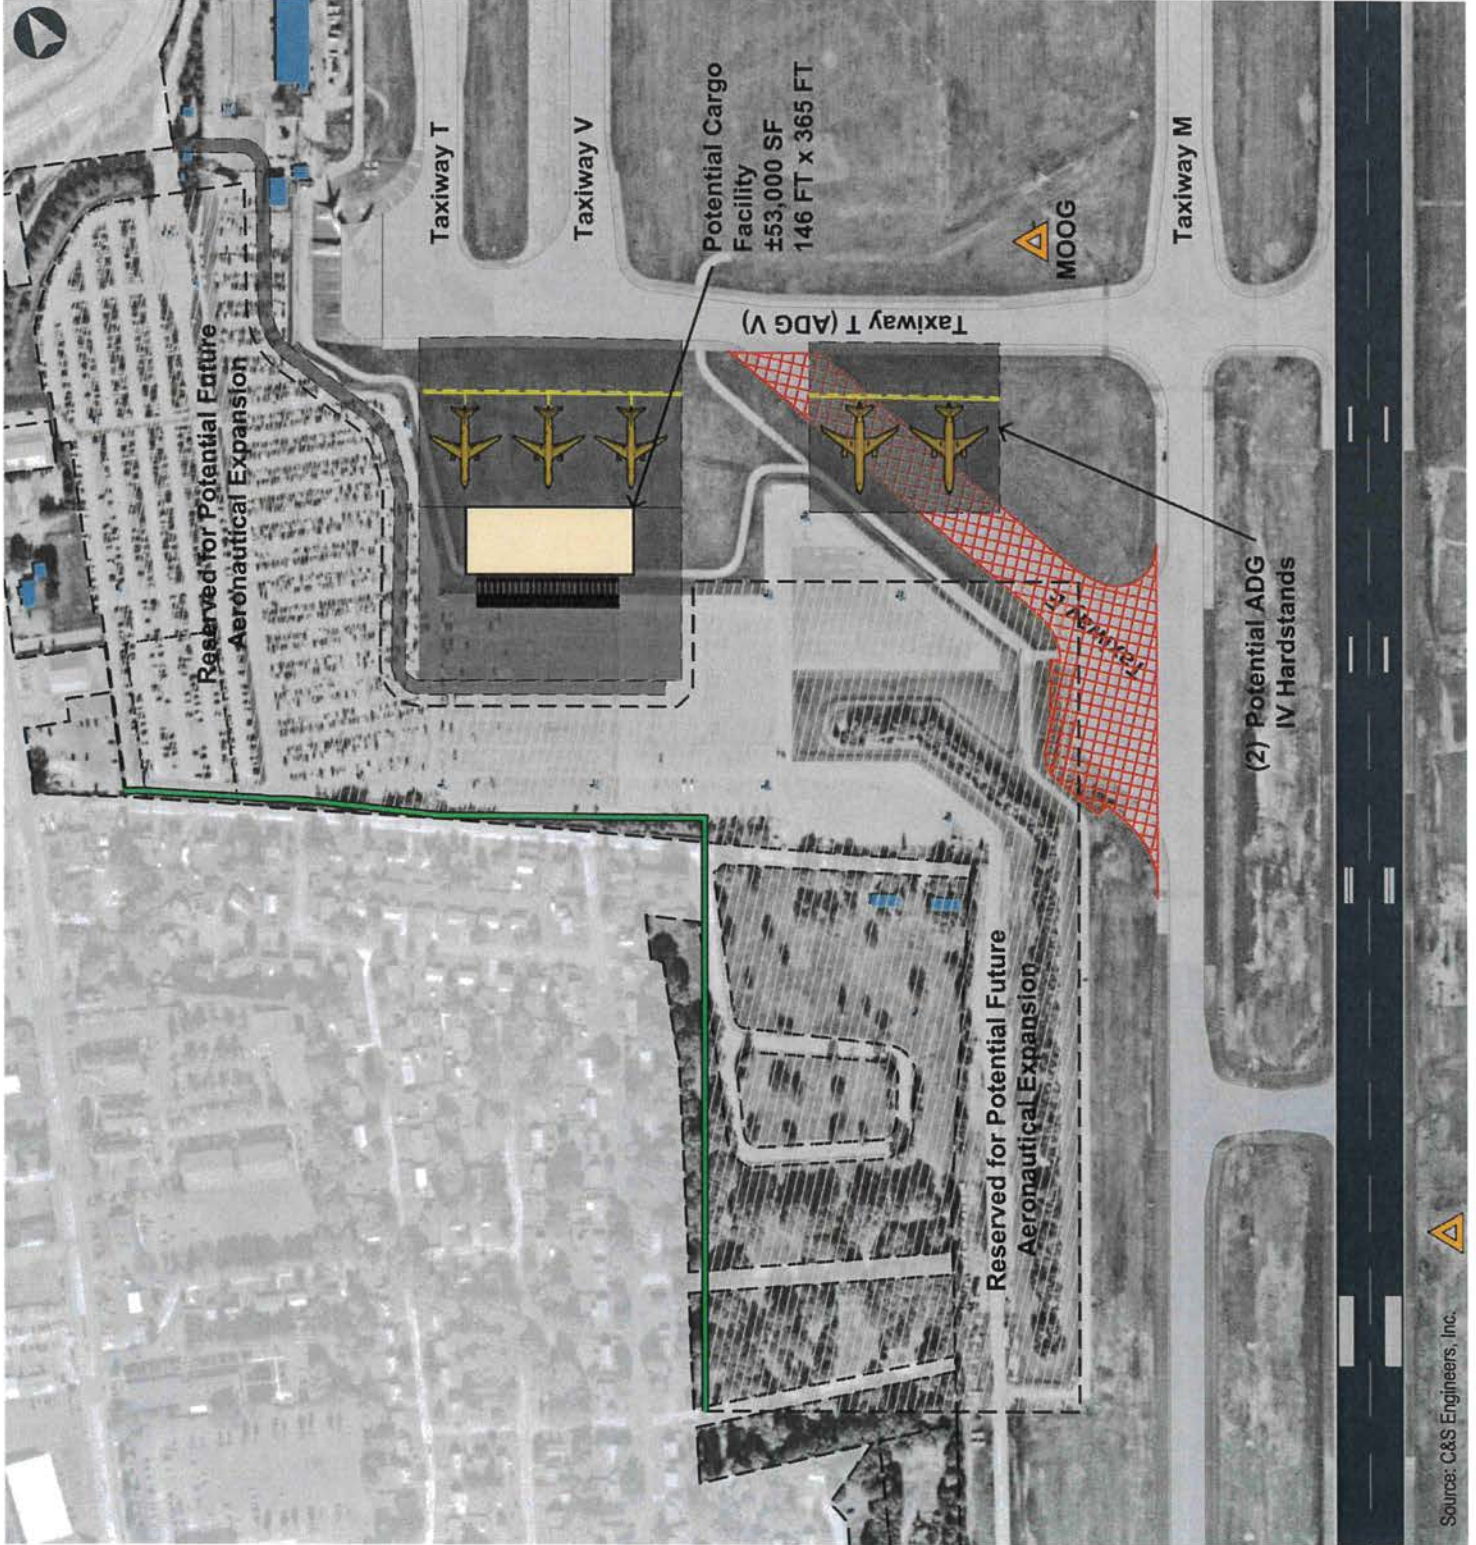 Reserved for Potential Future
Aeronautical Expansion
Taxiway T
Taxiway V
Potential Cargo
Facility
±53,000 SF
146 FT x 365 FT
Taxiway T (ADG V)
MOOG
Taxiway M
Taxiway E
(2) Potential ADG
IV Hardstands
Reserved for Potential Future
Aeronautical Expansion
Source: C&S Engineers, Inc.